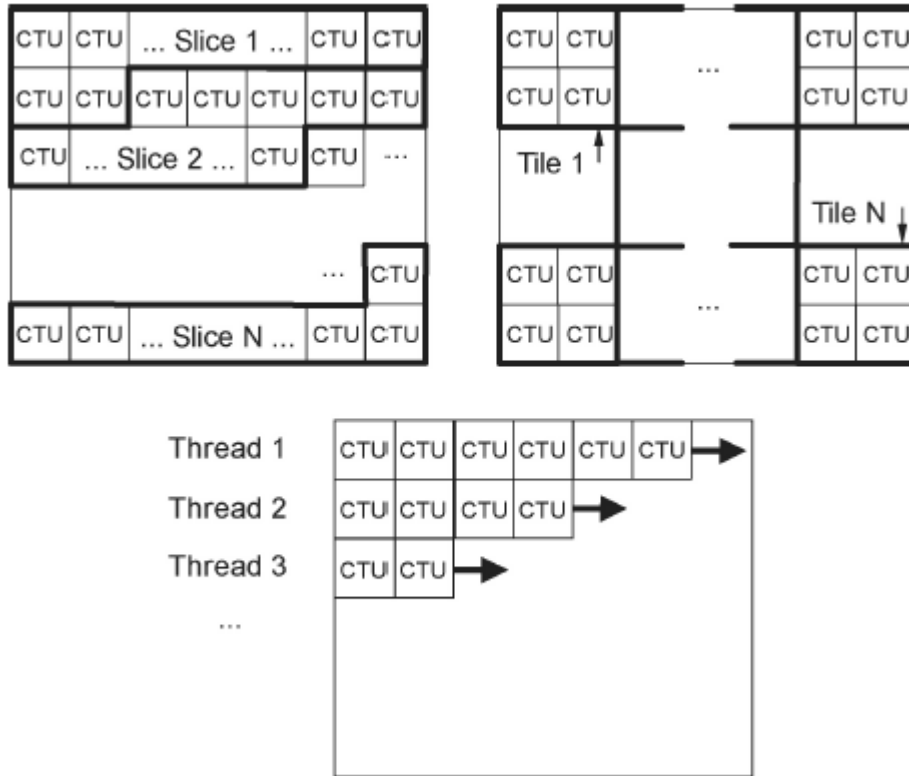 CTU CTU ... Slice 1 ... CTU CTU
CTU CTU CTU CTU CTU CTU CTU
CTU ... Slice 2 ... CTU CTU ...
... CTU
CTU CTU ... Slice N ... CTU CTU
CTU CTU ... CTU CTU
CTU CTU CTU CTU
Tile 1
Tile N
CTU CTU CTU CTU
CTU CTU ... CTU CTU
Thread 1 CTU CTU CTU CTU CTU CTU
Thread 2 CTU CTU CTU CTU
Thread 3 CTU CTU
...